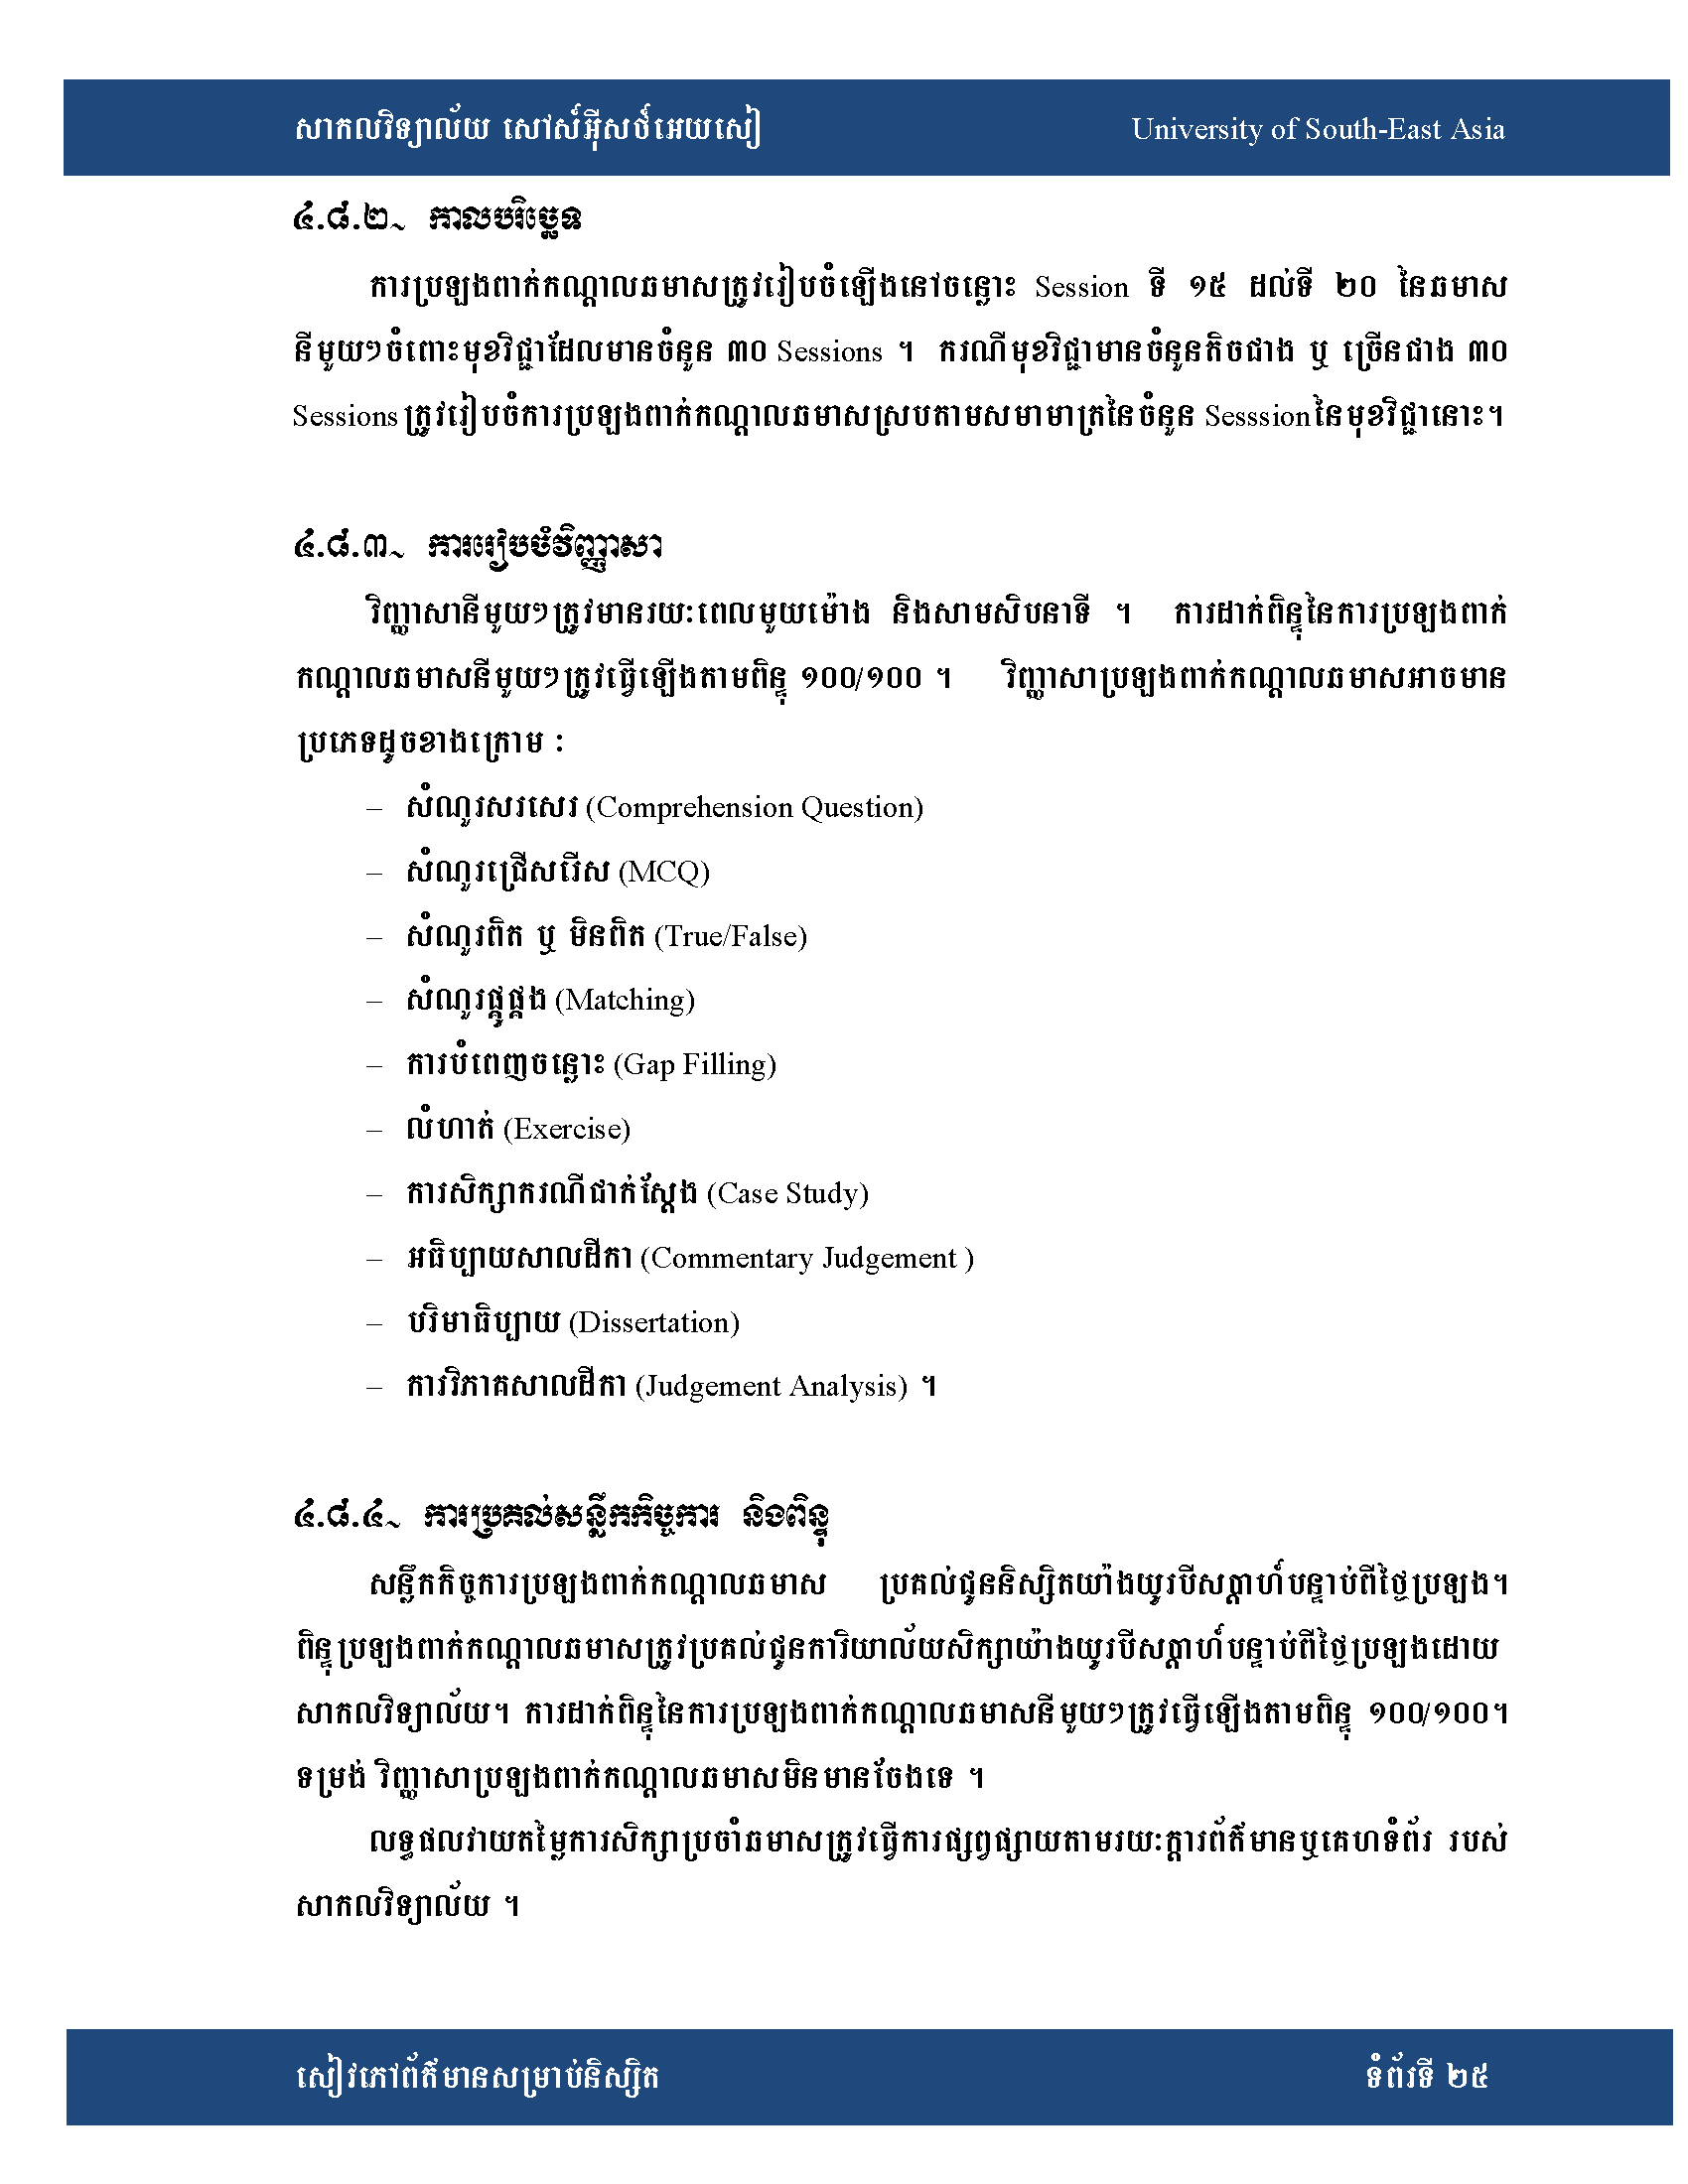 សាកលវិទ្យាល័យ សៅស៍អ៊ីសថ៍អេយសៀ University of South-East Asia
៤.៨.២~ កាលបរិច្ឆេទ
ការប្រឡងពាក់កណ្តាលឆមាសត្រូវរៀបចំឡើងនៅចន្លោះ Session ទី ១៥ ដល់ទី ២០ នៃឆមាស
នីមួយៗចំពោះមុខវិជ្ជាដែលមានចំនួន ៣០ Sessions ។ ករណីមុខវិជ្ជាមានចំនួនតិចជាង ឬ ច្រើនជាង ៣០
Sessions ត្រូវរៀបចំការប្រឡងពាក់កណ្តាលឆមាសស្របតាមសមាមាត្រនៃចំនួន Sesssion នៃមុខវិជ្ជានោះ។
៤.៨.៣~ ការរៀបចំវិញ្ញាសា
វិញ្ញាសានីមួយៗត្រូវមានរយៈពេលមួយម៉ោង និងសាមសិបនាទី ។ ការដាក់ពិន្ទុនៃការប្រឡងពាក់
កណ្តាលឆមាសនីមួយៗត្រូវធ្វើឡើងតាមពិន្ទុ ១០០/១០០ ។ វិញ្ញាសាប្រឡងពាក់កណ្តាលឆមាសអាចមាន
ប្រភេទដូចខាងក្រោម ៖
– សំណួរសរសេរ (Comprehension Question)
– សំណួរជ្រើសរើស (MCQ)
– សំណួរពិត ឬ មិនពិត (True/False)
– សំណួរផ្គូផ្គង (Matching)
– ការបំពេញចន្លោះ (Gap Filling)
– លំហាត់ (Exercise)
– ការសិក្សាករណីជាក់ស្តែង (Case Study)
– អធិប្បាយសាលដីកា (Commentary Judgement )
– បរិមាធិប្បាយ (Dissertation)
– ការវិភាគសាលដីកា (Judgement Analysis) ។
៤.៨.៤~ ការប្រគល់សន្លឹកកិច្ចការ និងពិន្ទុ
សន្លឹកកិច្ចការប្រឡងពាក់កណ្តាលឆមាស ប្រគល់ជូននិស្សិតយ៉ាងយូរបីសប្តាហ៍បន្ទាប់ពីថ្ងៃប្រឡង។
ពិន្ទុប្រឡងពាក់កណ្តាលឆមាសត្រូវប្រគល់ជូនការិយាល័យសិក្សាយ៉ាងយូរបីសប្តាហ៍បន្ទាប់ពីថ្ងៃប្រឡងដោយ
សាកលវិទ្យាល័យ។ ការដាក់ពិន្ទុនៃការប្រឡងពាក់កណ្តាលឆមាសនីមួយៗត្រូវធ្វើឡើងតាមពិន្ទុ ១០០/១០០។
ទម្រង់ វិញ្ញាសាប្រឡងពាក់កណ្តាលឆមាសមិនមានចែងទេ ។
លទ្ធផលវាយតម្លៃការសិក្សាប្រចាំឆមាសត្រូវធ្វើការផ្សព្វផ្សាយតាមរយៈក្តារព័ត៌មានឬគេហទំព័រ របស់
សាកលវិទ្យាល័យ ។
សៀវភៅព័ត៌មានសម្រាប់និស្សិត ទំព័រទី ២៥